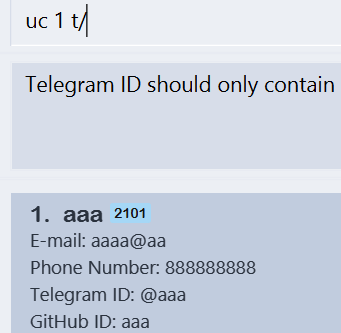 uc 1 t/
Telegram ID should only contain
1. aaa 2101
E-mail: aaaa@aa
Phone Number: 888888888
Telegram ID: @aaa
GitHub ID: aaa